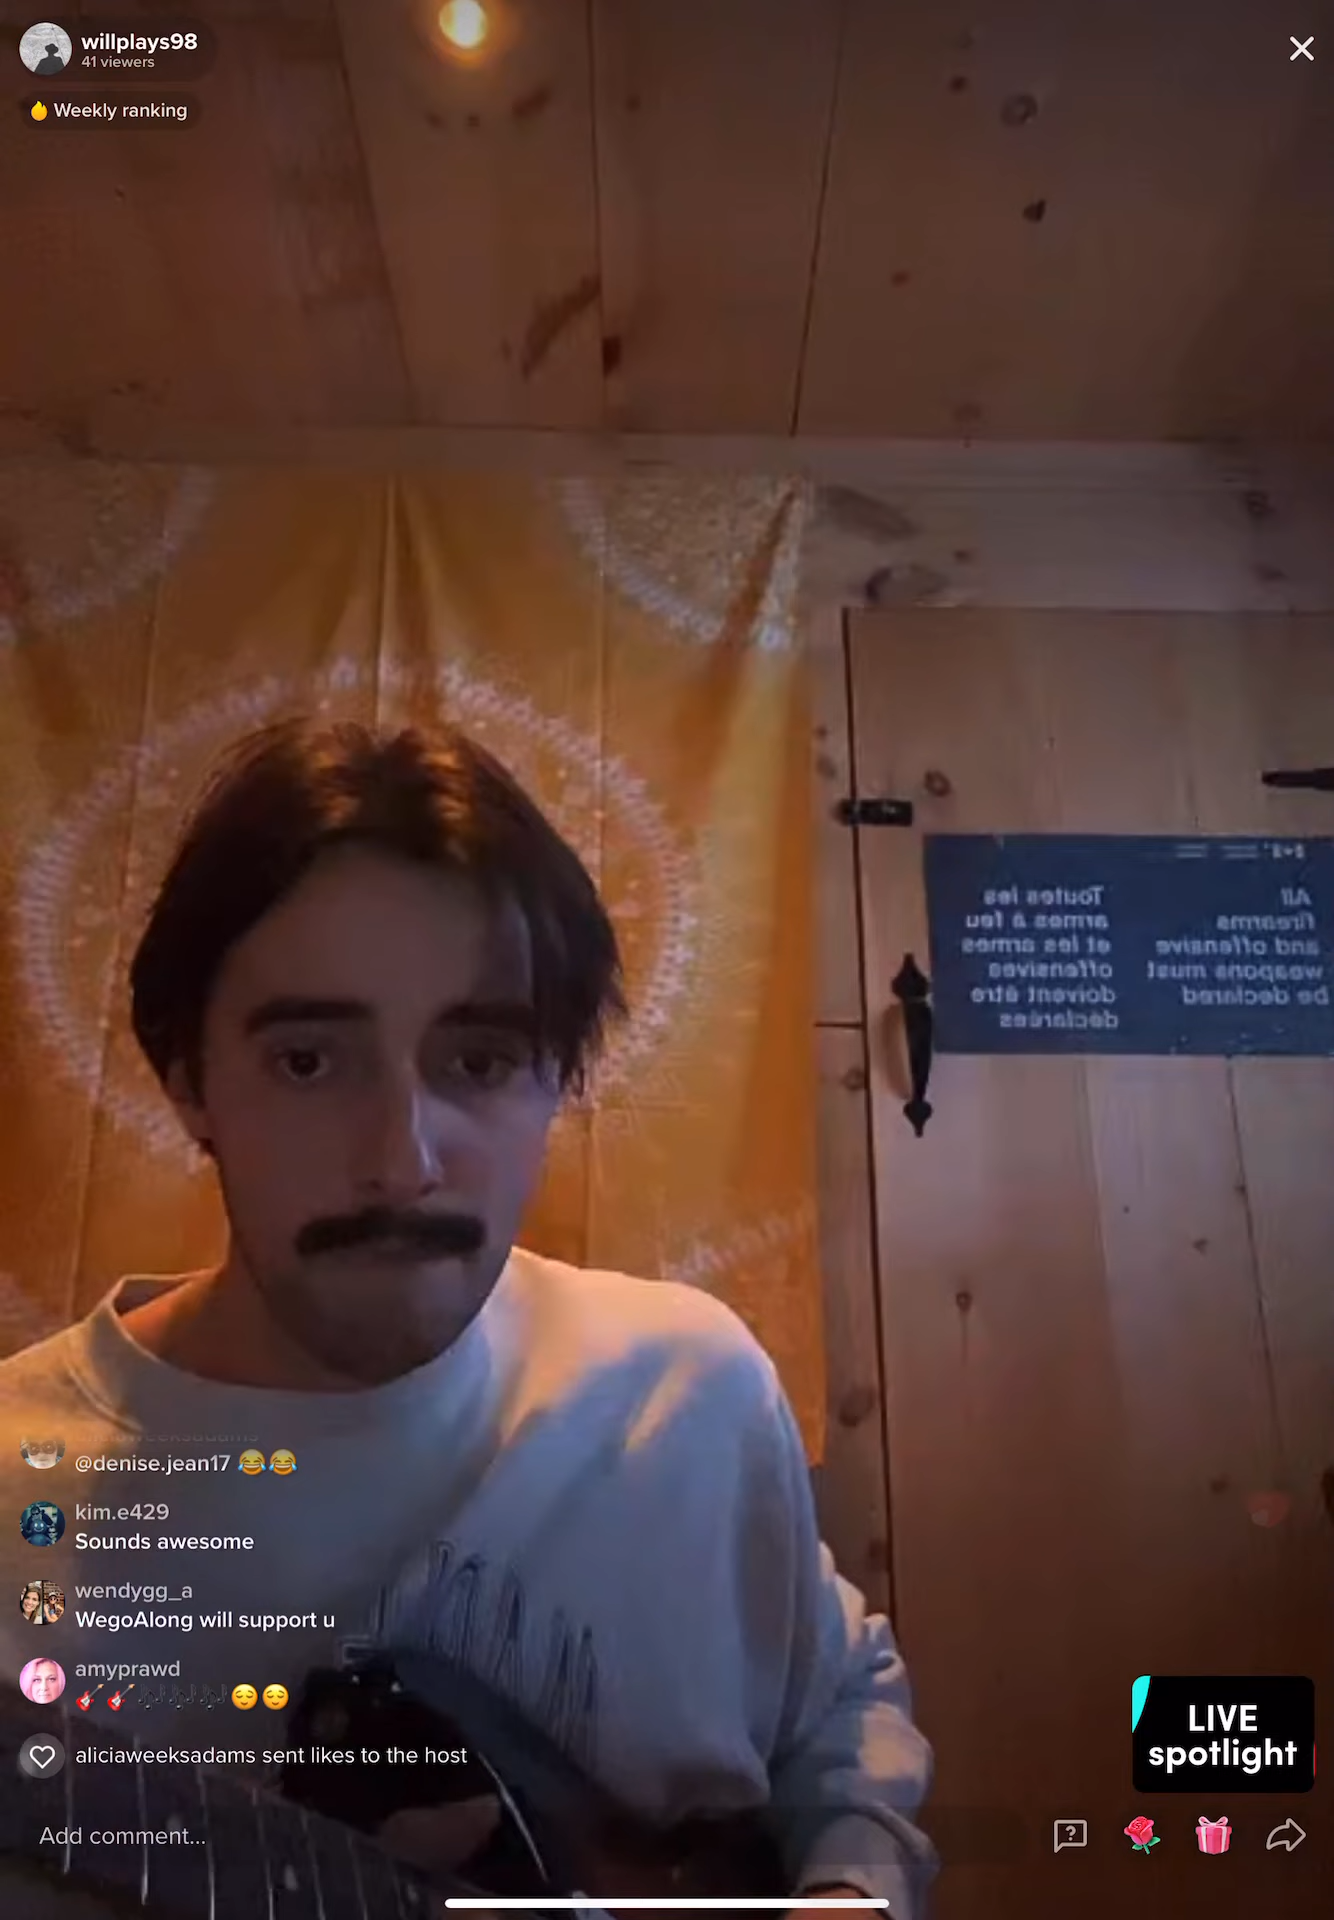 willplays98
41 viewers
Weekly ranking
Toutes les
armes à feu
et les armes
offensives
doivent être
déclarées
All
firearms
and offensive
weapons must
be declared
aliciaweeksadams
@denise.jean17 😂😂
kim.e429
Sounds awesome
wendygg_a
WegoAlong will support u
amyprawd
🎸🎸🎶🎶🎶😌😌
aliciaweeksadams sent likes to the host
LIVE
spotlight
Add comment...